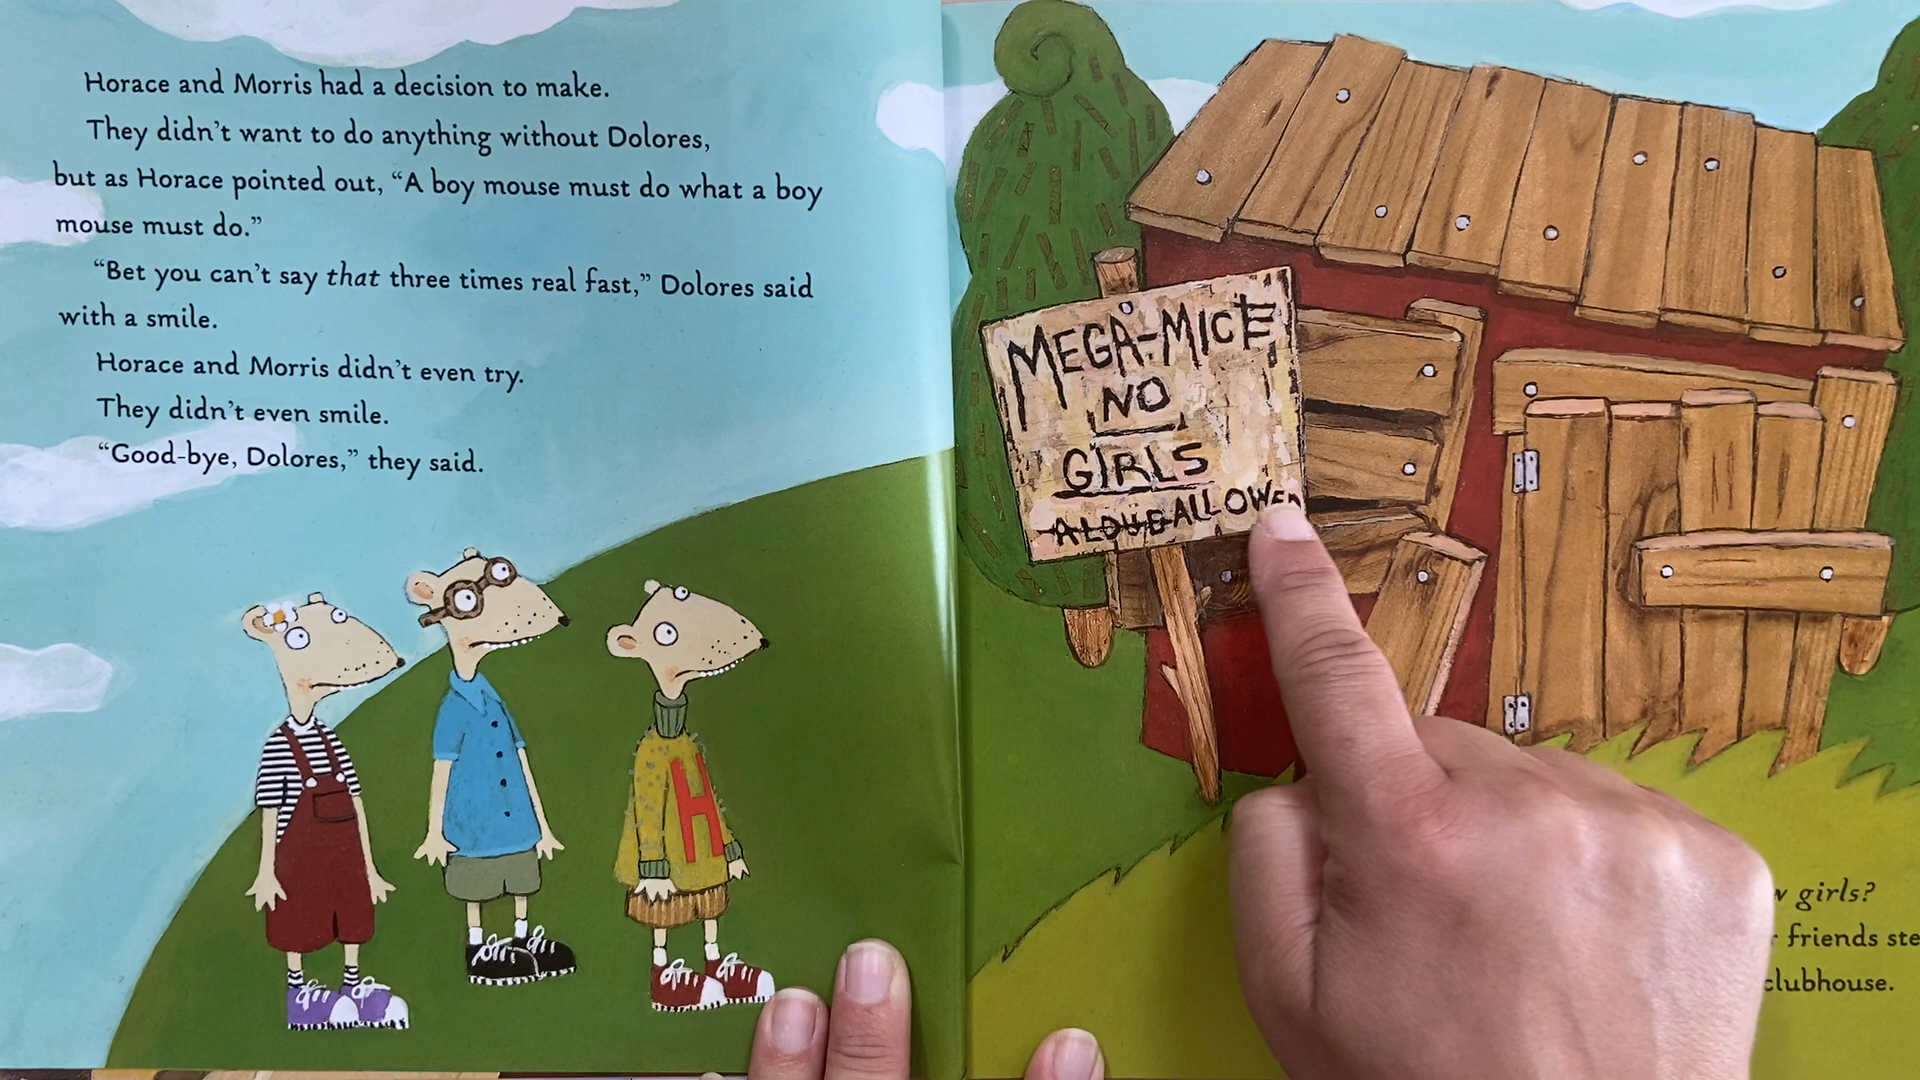 Horace and Morris had a decision to make.
They didn't want to do anything without Dolores,
but as Horace pointed out, “A boy mouse must do what a boy
mouse must do.”
“Bet you can't say that three times real fast,” Dolores said
with a smile.
Horace and Morris didn't even try.
They didn't even smile.
“Good-bye, Dolores,” they said.
MEGA-MICE
NO
GIRLS
ALDUE ALLOWED
H
girls?
friends
clubhouse.